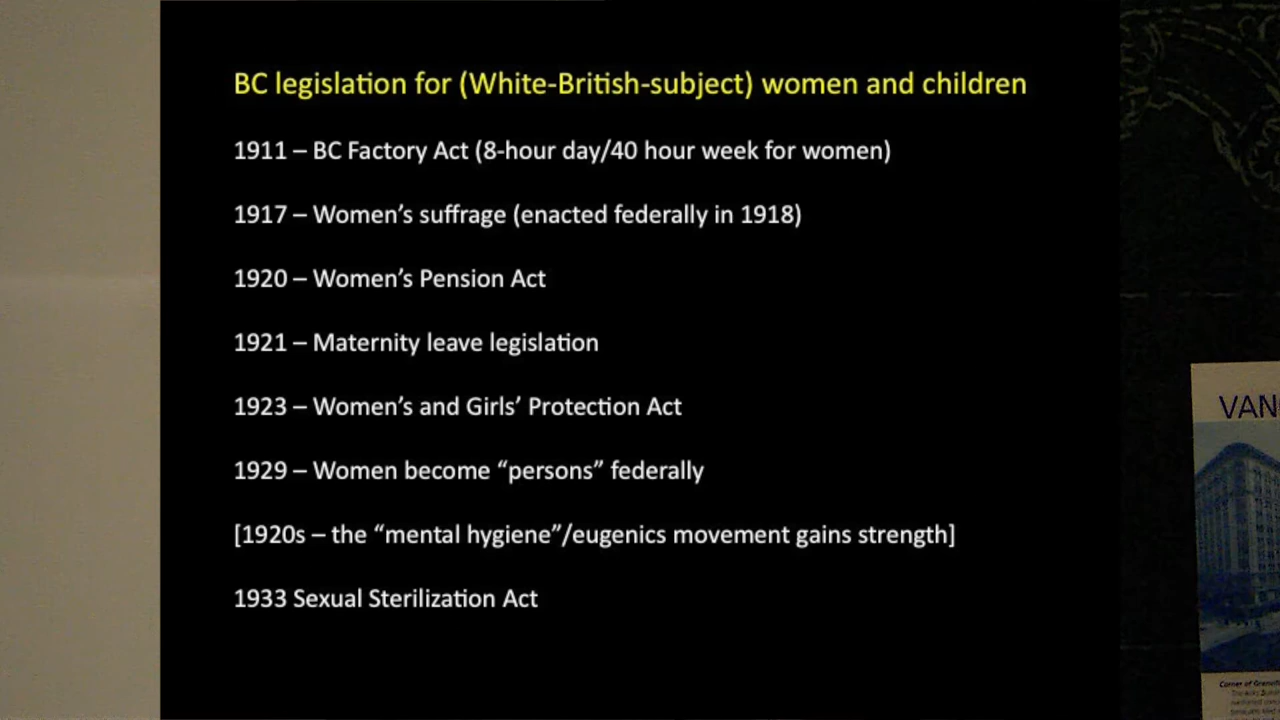 BC legislation for (White-British-subject) women and children
1911 – BC Factory Act (8-hour day/40 hour week for women)
1917 – Women’s suffrage (enacted federally in 1918)
1920 – Women’s Pension Act
1921 – Maternity leave legislation
1923 – Women’s and Girls’ Protection Act
1929 – Women become “persons” federally
[1920s – the “mental hygiene”/eugenics movement gains strength]
1933 Sexual Sterilization Act
VAN
Corner of